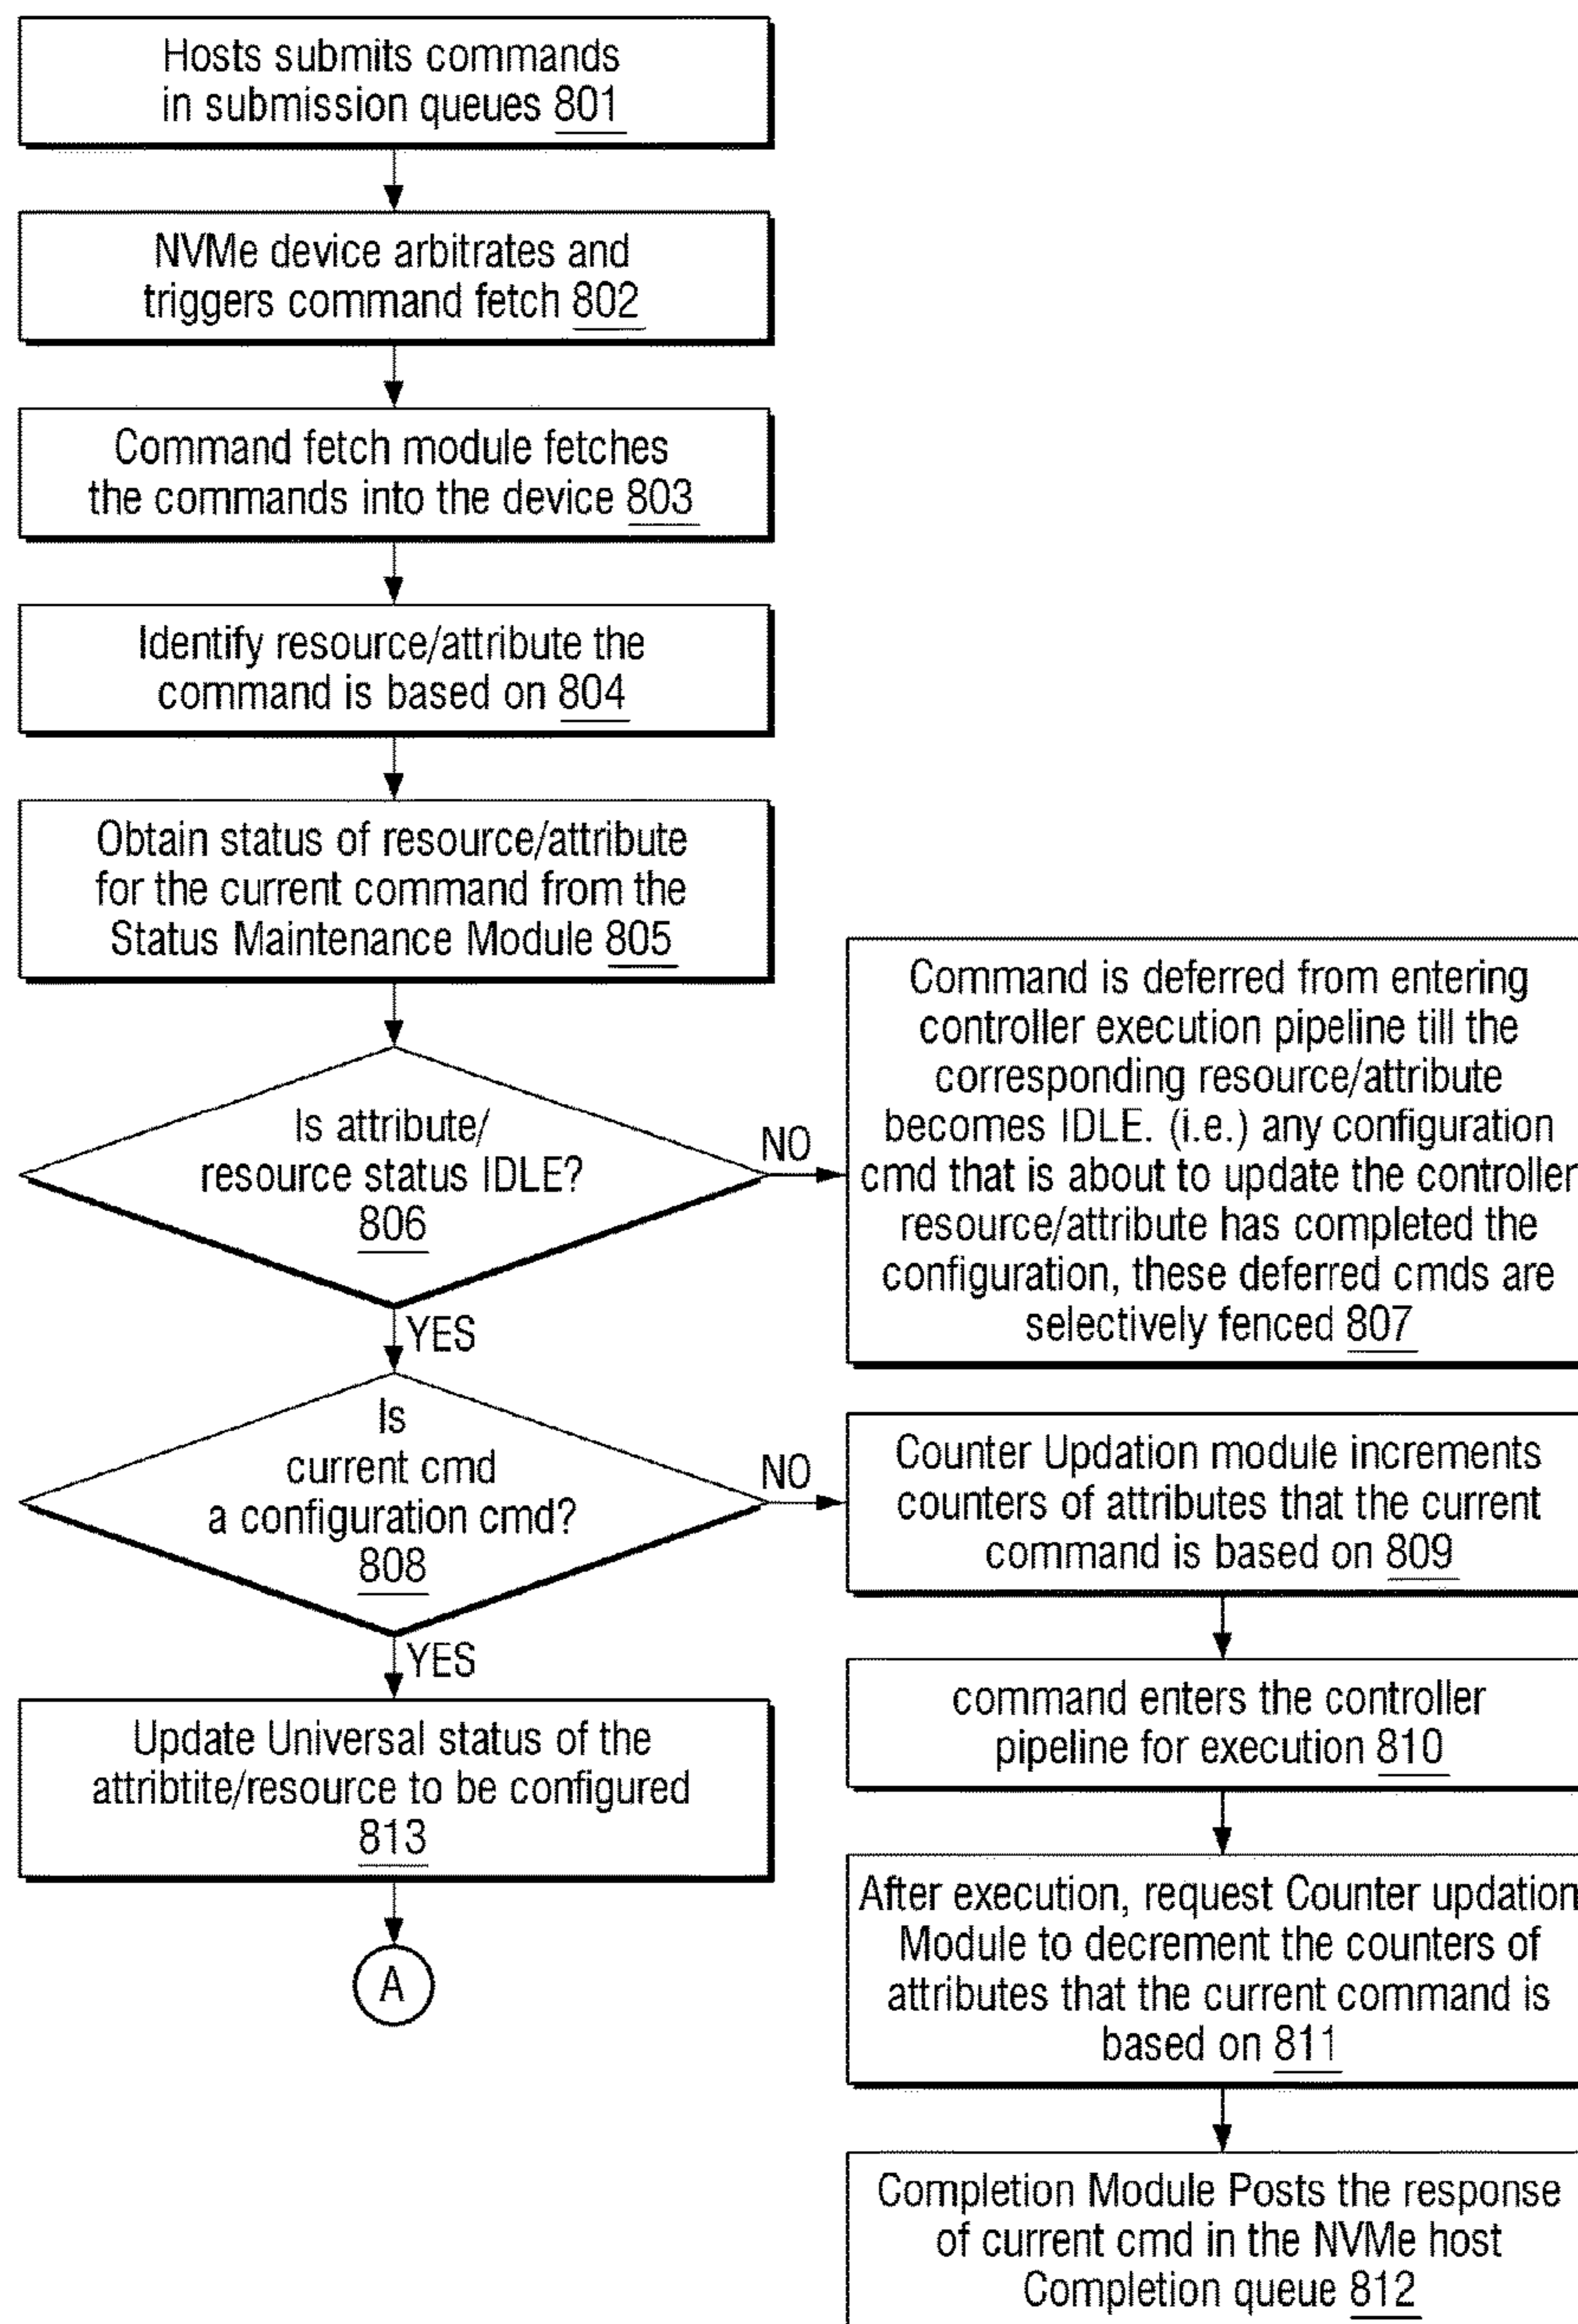 Hosts submits commands
in submission queues 801
NVMe device arbitrates and
triggers command fetch 802
Command fetch module fetches
the commands into the device 803
Identify resource/attribute the
command is based on 804
Obtain status of resource/attribute
for the current command from the
Status Maintenance Module 805
Is attribute/
resource status IDLE?
806
NO
YES
Command is deferred from entering
controller execution pipeline till the
corresponding resource/attribute
becomes IDLE. (i.e.) any configuration
cmd that is about to update the controller
resource/attribute has completed the
configuration, these deferred cmds are
selectively fenced 807
Is
current cmd
a configuration cmd?
808
NO
YES
Counter Updation module increments
counters of attributes that the current
command is based on 809
command enters the controller
pipeline for execution 810
After execution, request Counter updation
Module to decrement the counters of
attributes that the current command is
based on 811
Completion Module Posts the response
of current cmd in the NVMe host
Completion queue 812
Update Universal status of the
attribtite/resource to be configured
813
A